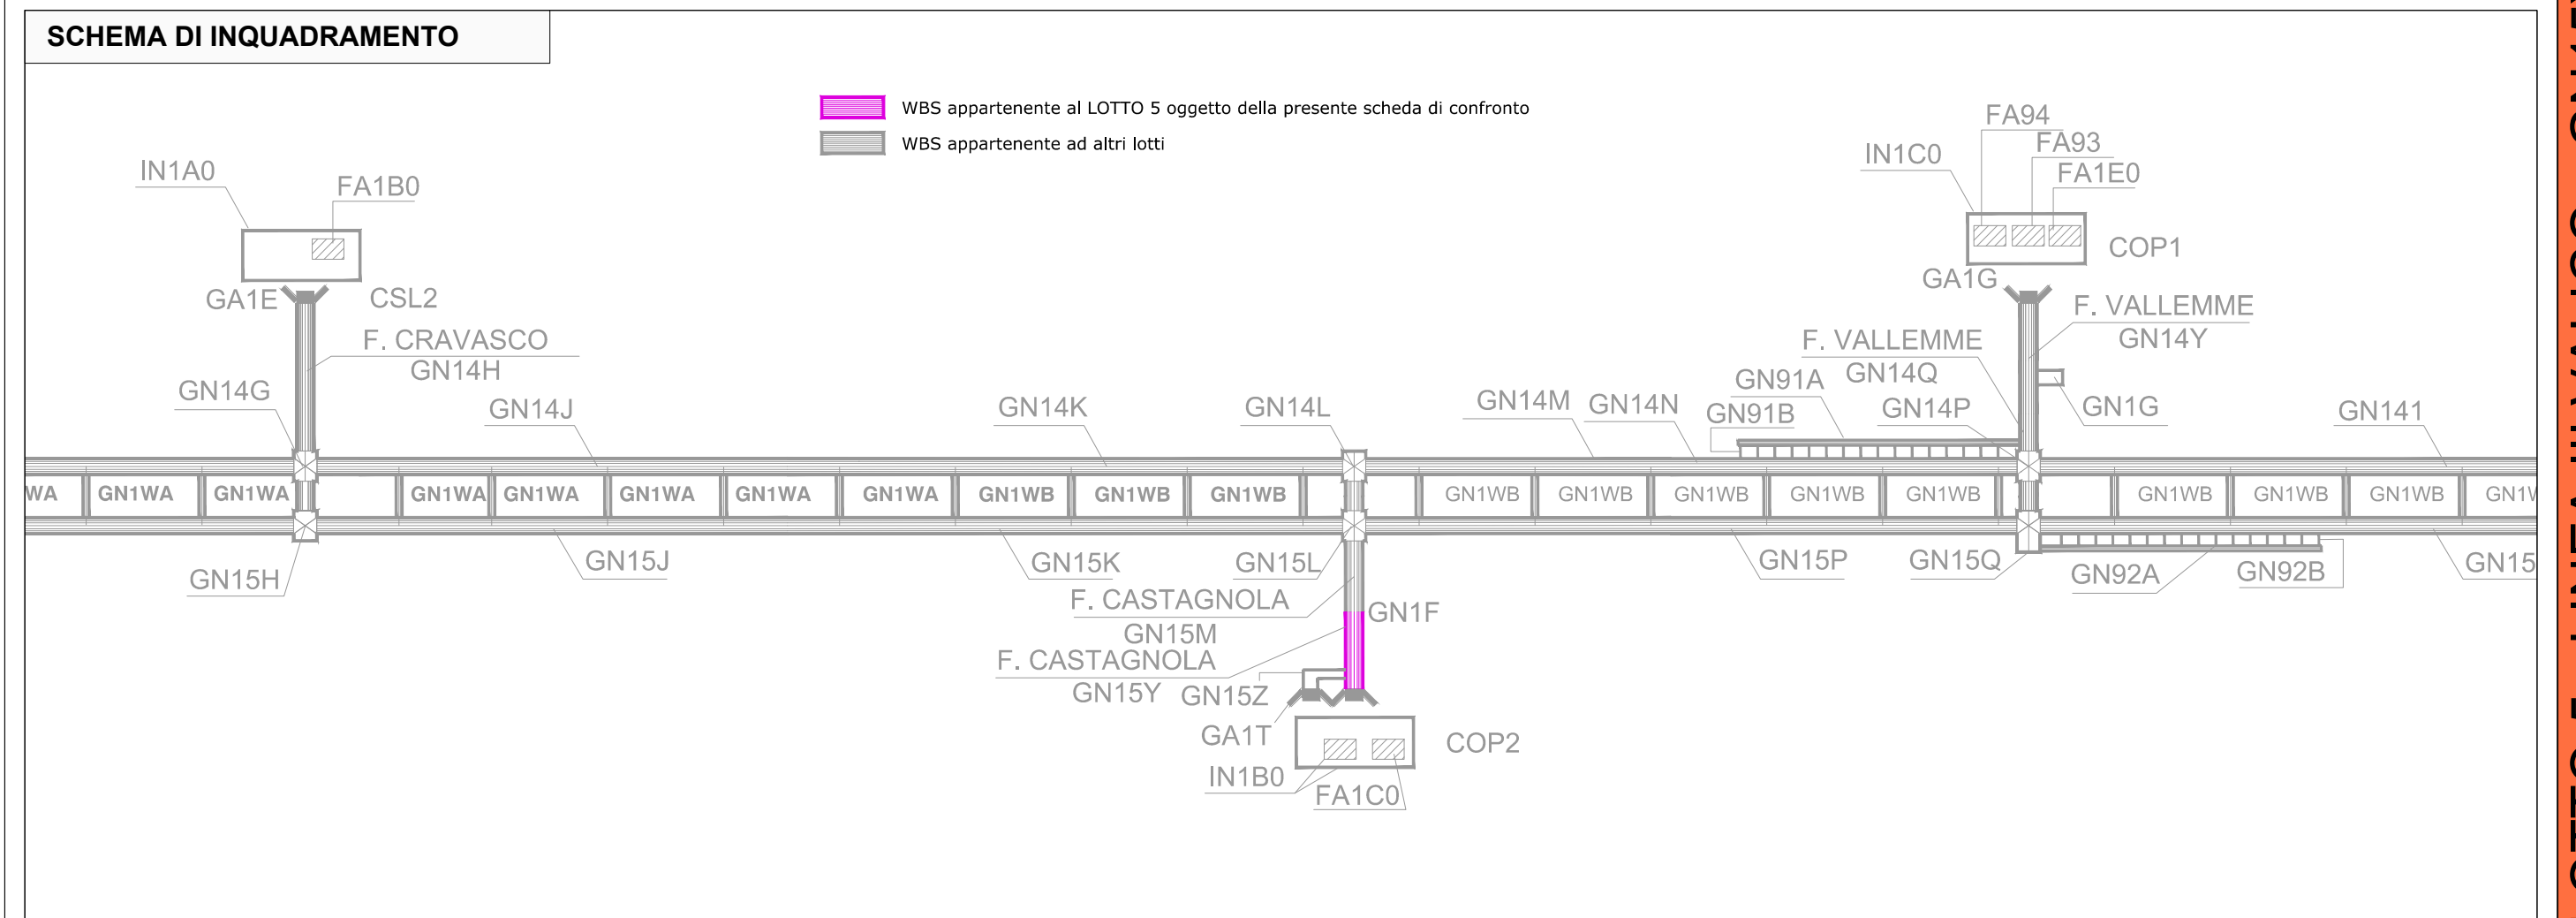 SCHEMA DI INQUADRAMENTO
WBS appartenente al LOTTO 5 oggetto della presente scheda di confronto
WBS appartenente ad altri lotti
IN1A0
FA1B0
GA1E
CSL2
F. CRAVASCO
GN14H
GN14G
GN14J
GN14K
GN14L
GN14M
GN14N
GN91B
GN91A
F. VALLEMME
GN14Q
GN14P
IN1C0
FA94
FA93
FA1E0
COP1
GA1G
F. VALLEMME
GN14Y
GN1G
GN141
WA GN1WA GN1WA GN1WA GN1WA GN1WA GN1WA GN1WA GN1WB GN1WB GN1WB GN1WB GN1WB GN1WB GN1WB GN1WB GN1WB GN1WB GN1WB
GN15H
GN15J
GN15K
GN15L
GN15P
GN15Q
GN92A
GN92B
GN15
F. CASTAGNOLA
GN15M
GN1F
F. CASTAGNOLA
GN15Y
GN15Z
GA1T
COP2
IN1B0
FA1C0